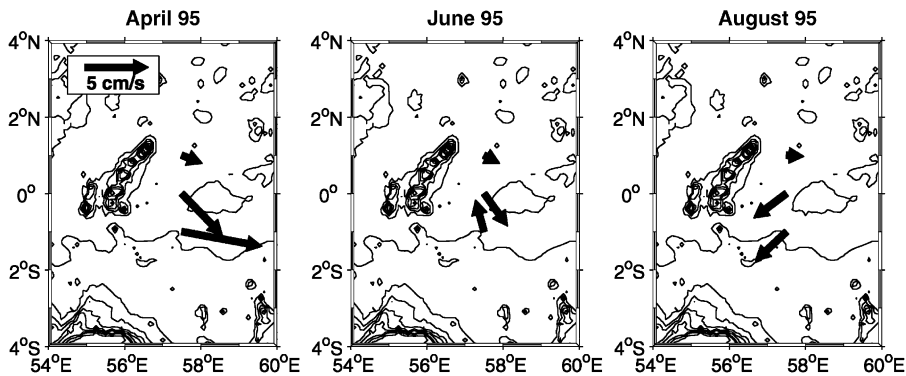 April 95 June 95 August 95
4°N 4°N 4°N
5 cm/s
2°N 2°N 2°N
0° 0° 0°
2°S 2°S 2°S
4°S 4°S 4°S
54°E 56°E 58°E 60°E 54°E 56°E 58°E 60°E 54°E 56°E 58°E 60°E